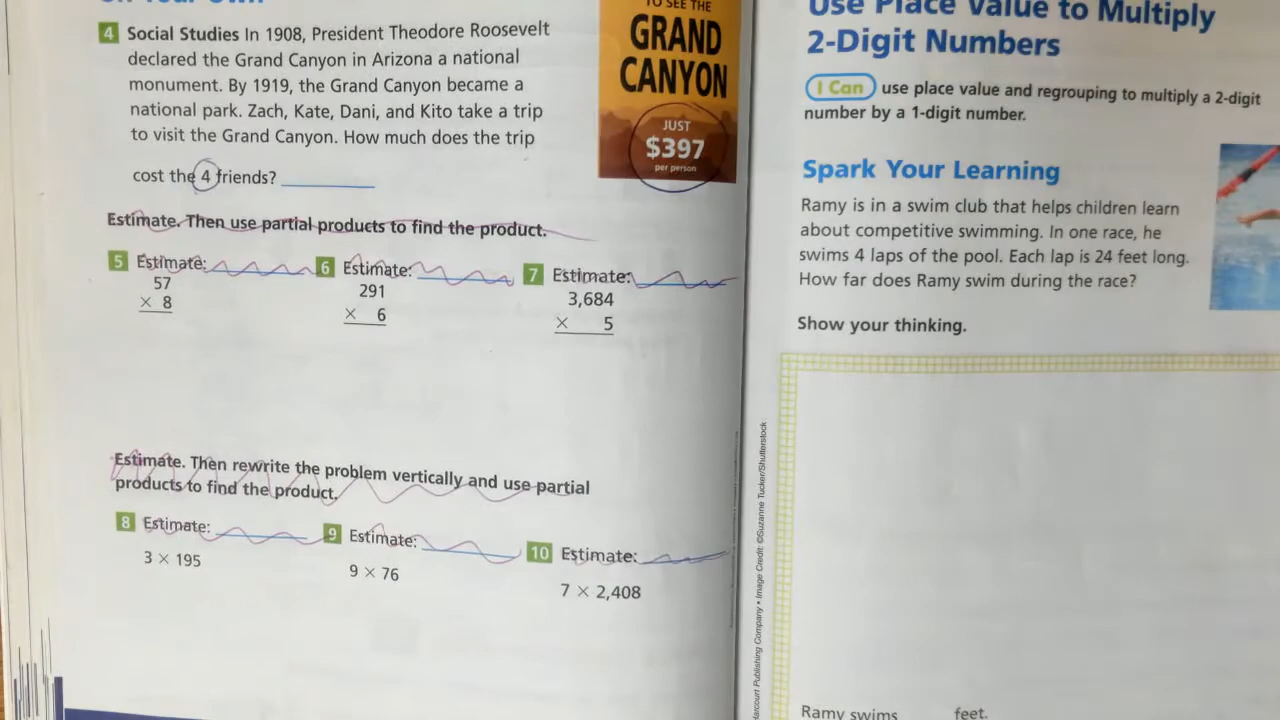 4 Social Studies In 1908, President Theodore Roosevelt
declared the Grand Canyon in Arizona a national
monument. By 1919, the Grand Canyon became a
national park. Zach, Kate, Dani, and Kito take a trip
to visit the Grand Canyon. How much does the trip
cost the 4 friends?
TO SEE THE
GRAND
CANYON
JUST
$397
per person
Estimate. Then use partial products to find the product.
5 Estimate:
57
× 8
6 Estimate:
291
× 6
7 Estimate:
3,684
× 5
Estimate. Then rewrite the problem vertically and use partial
products to find the product.
8 Estimate:
3 × 195
9 Estimate:
9 × 76
10 Estimate:
7 × 2,408
Use Place Value to Multiply
2-Digit Numbers
I Can use place value and regrouping to multiply a 2-digit
number by a 1-digit number.
Spark Your Learning
Ramy is in a swim club that helps children learn
about competitive swimming. In one race, he
swims 4 laps of the pool. Each lap is 24 feet long.
How far does Ramy swim during the race?
Show your thinking.
Ramy swims feet.
Harcourt Publishing Company • Image Credit: ©Suzanne Tucker/Shutterstock